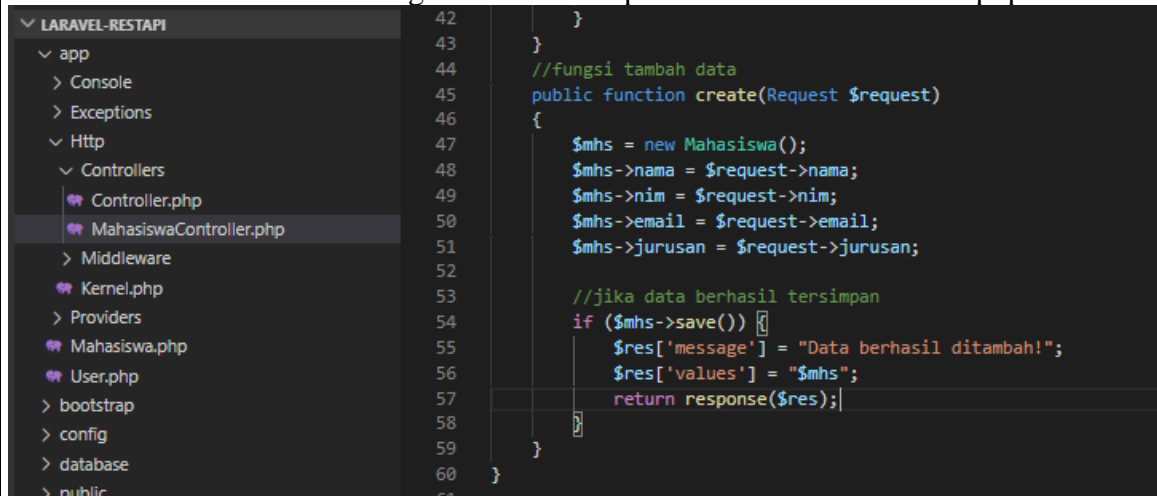 LARAVEL-RESTAPI
app
Console
Exceptions
Http
Controllers
Controller.php
MahasiswaController.php
Middleware
Kernel.php
Providers
Mahasiswa.php
User.php
bootstrap
config
database
public
42 }
43 }
44 //fungsi tambah data
45 public function create(Request $request)
46 {
47 $mhs = new Mahasiswa();
48 $mhs->nama = $request->nama;
49 $mhs->nim = $request->nim;
50 $mhs->email = $request->email;
51 $mhs->jurusan = $request->jurusan;
52
53 //jika data berhasil tersimpan
54 if ($mhs->save()) {
55 $res['message'] = "Data berhasil ditambah!";
56 $res['values'] = "$mhs";
57 return response($res);
58 }
59 }
60 }